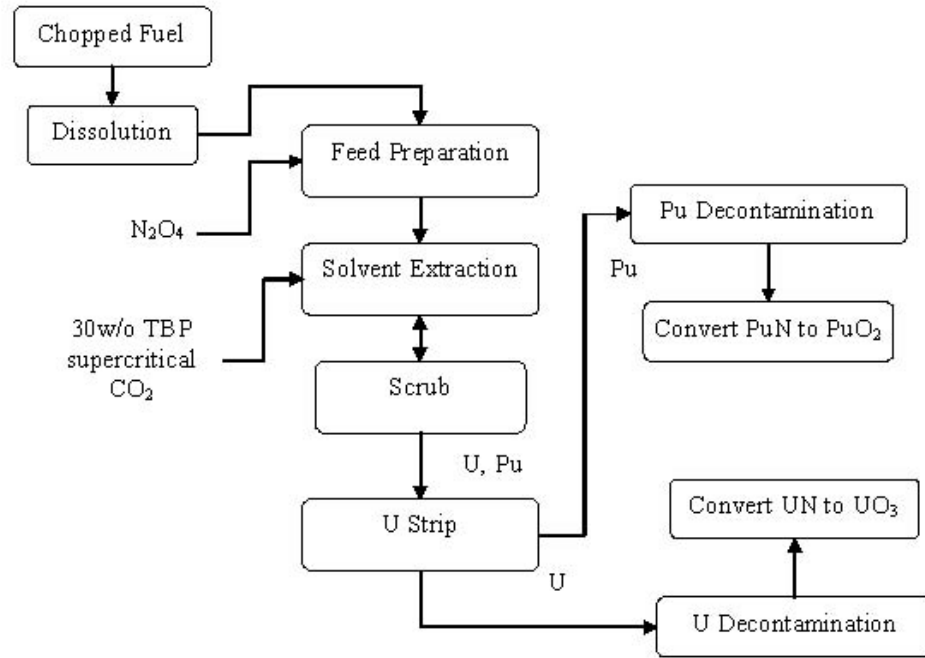 Chopped Fuel
Dissolution
Feed Preparation
N₂O₄
Solvent Extraction
30w/o TBP
supercritical
CO₂
Scrub
U, Pu
U Strip
Pu
Pu Decontamination
Convert PuN to PuO₂
U
Convert UN to UO₃
U Decontamination